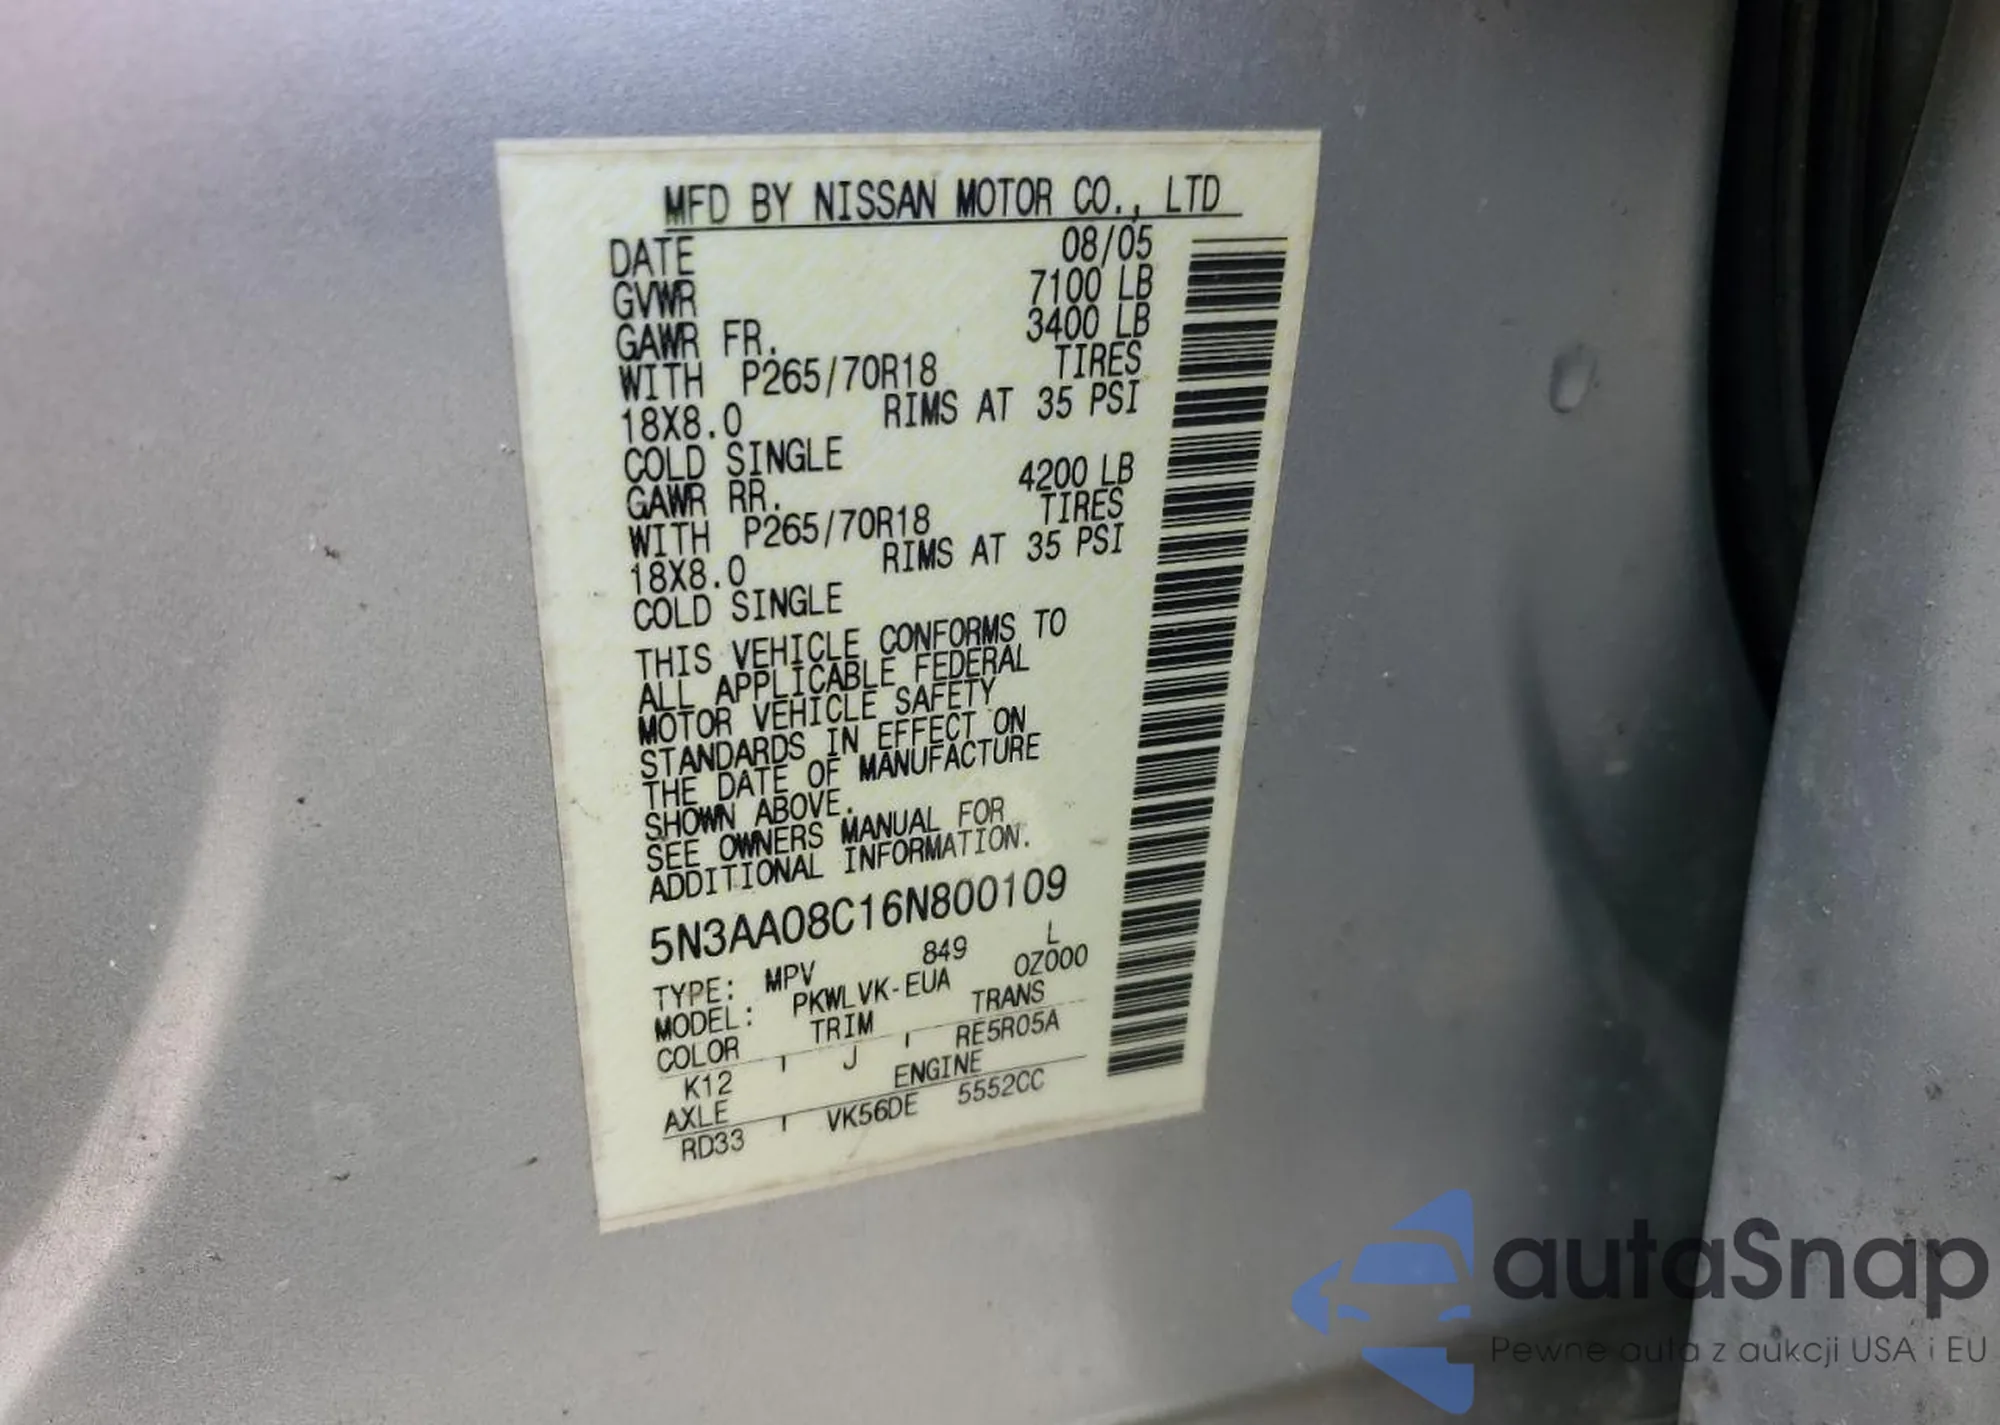 MFD BY NISSAN MOTOR CO., LTD
DATE 08/05
GVWR 7100 LB
GAWR FR. 3400 LB
WITH P265/70R18 TIRES
18X8.0 RIMS AT 35 PSI
COLD SINGLE
GAWR RR. 4200 LB
WITH P265/70R18 TIRES
18X8.0 RIMS AT 35 PSI
COLD SINGLE
THIS VEHICLE CONFORMS TO
ALL APPLICABLE FEDERAL
MOTOR VEHICLE SAFETY
STANDARDS IN EFFECT ON
THE DATE OF MANUFACTURE
SHOWN ABOVE.
SEE OWNERS MANUAL FOR
ADDITIONAL INFORMATION.
5N3AA08C16N800109
TYPE: MPV 849 L
MODEL: PKWLVK-EUA 0Z000
COLOR TRIM TRANS
K12 J RE5R05A
AXLE ENGINE
RD33 VK56DE 5552CC
autaSnap
Pewne auta z aukcji USA i EU